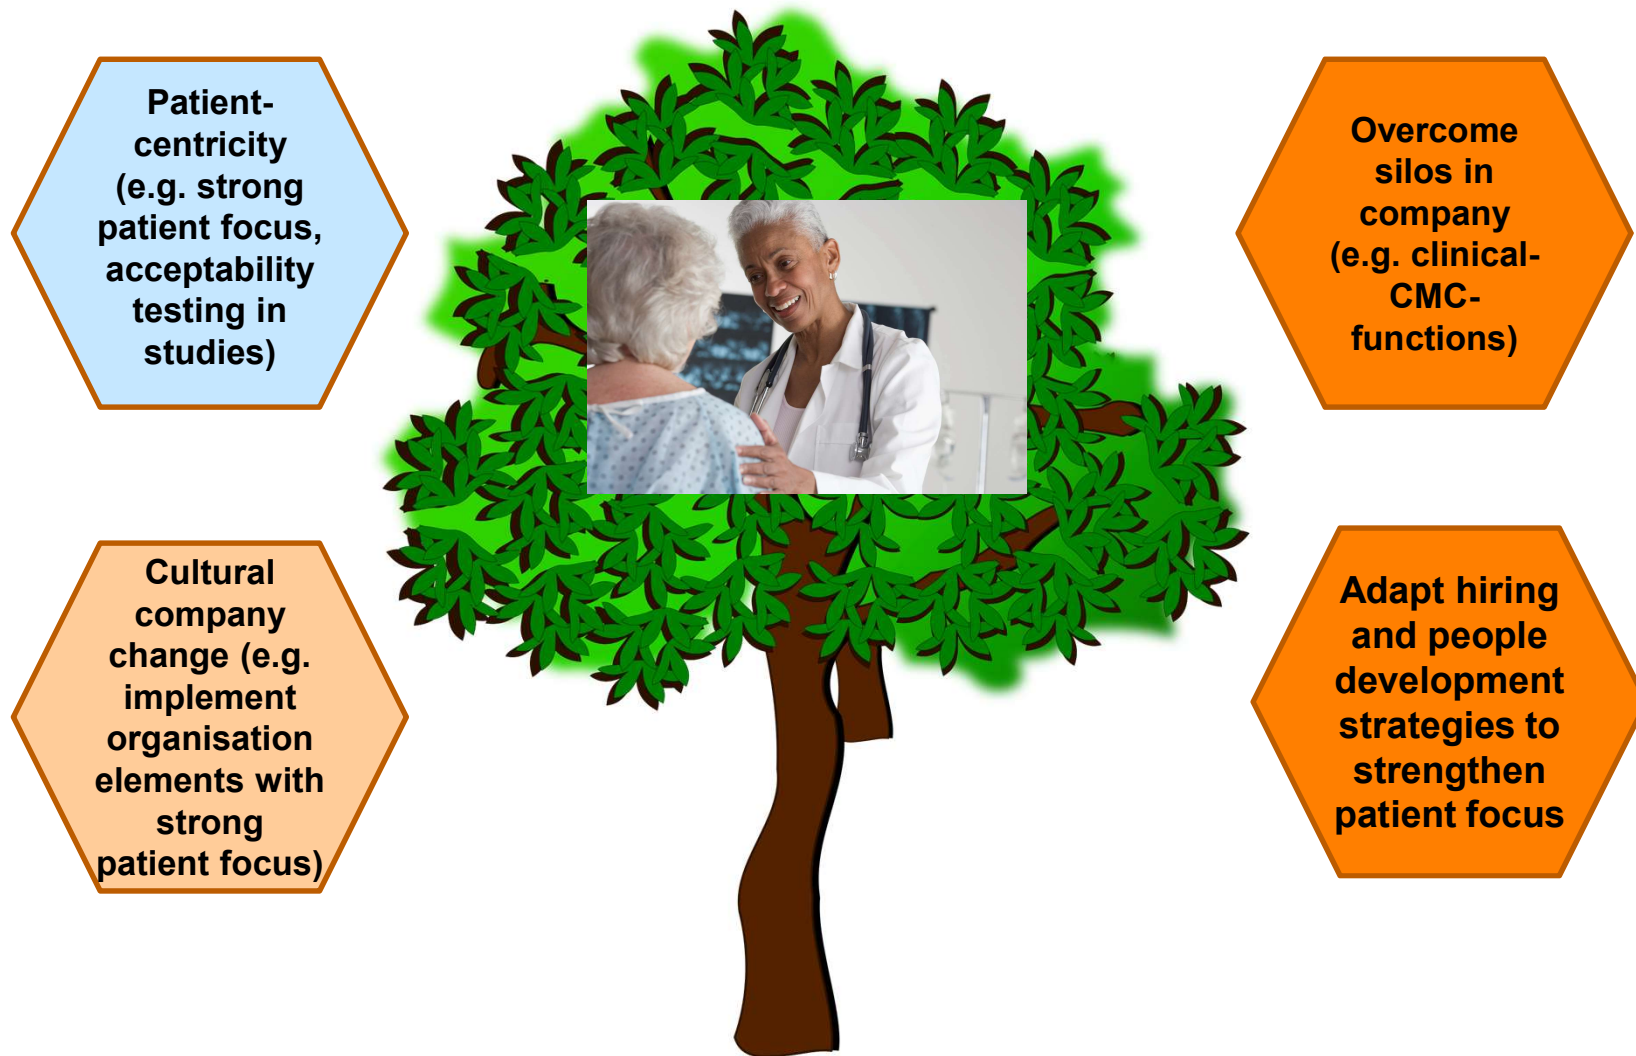 Patient-
centricity
(e.g. strong
patient focus,
acceptability
testing in
studies)
Overcome
silos in
company
(e.g. clinical-
CMC-
functions)
Cultural
company
change (e.g.
implement
organisation
elements with
strong
patient focus)
Adapt hiring
and people
development
strategies to
strengthen
patient focus